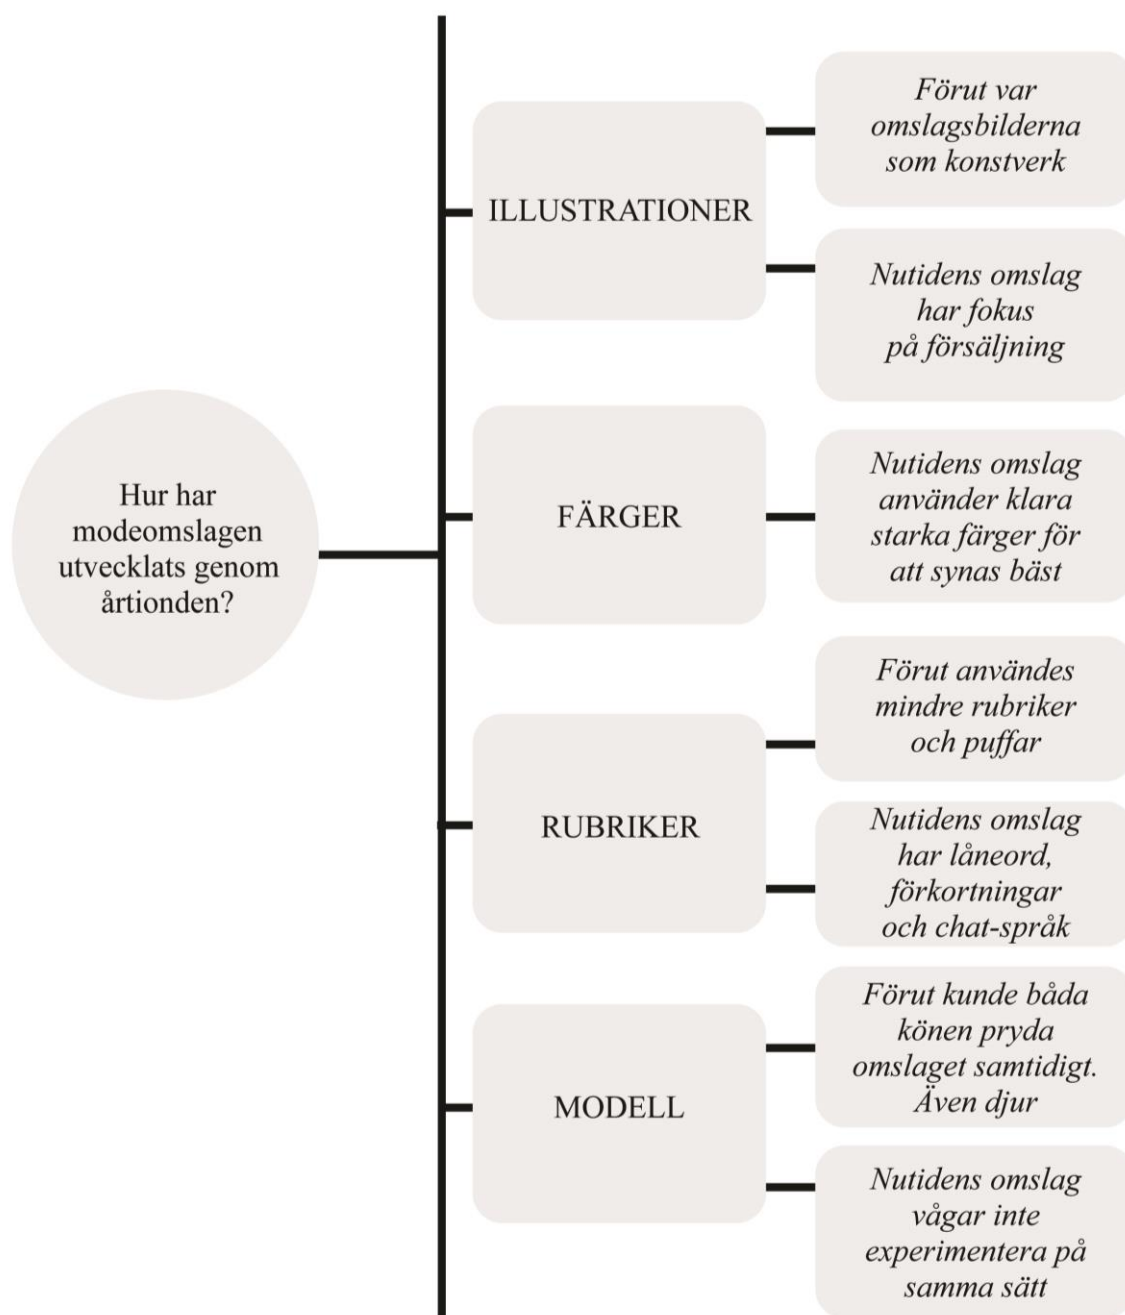 Hur har
modeomslagen
utvecklats genom
årtionden?
ILLUSTRATIONER
Förut var
omslagsbilderna
som konstverk
Nutidens omslag
har fokus
på försäljning
FÄRGER
Nutidens omslag
använder klara
starka färger för
att synas bäst
RUBRIKER
Förut användes
mindre rubriker
och puffar
Nutidens omslag
har låneord,
förkortningar
och chat-språk
MODELL
Förut kunde båda
könen pryda
omslaget samtidigt.
Även djur
Nutidens omslag
vågar inte
experimentera på
samma sätt